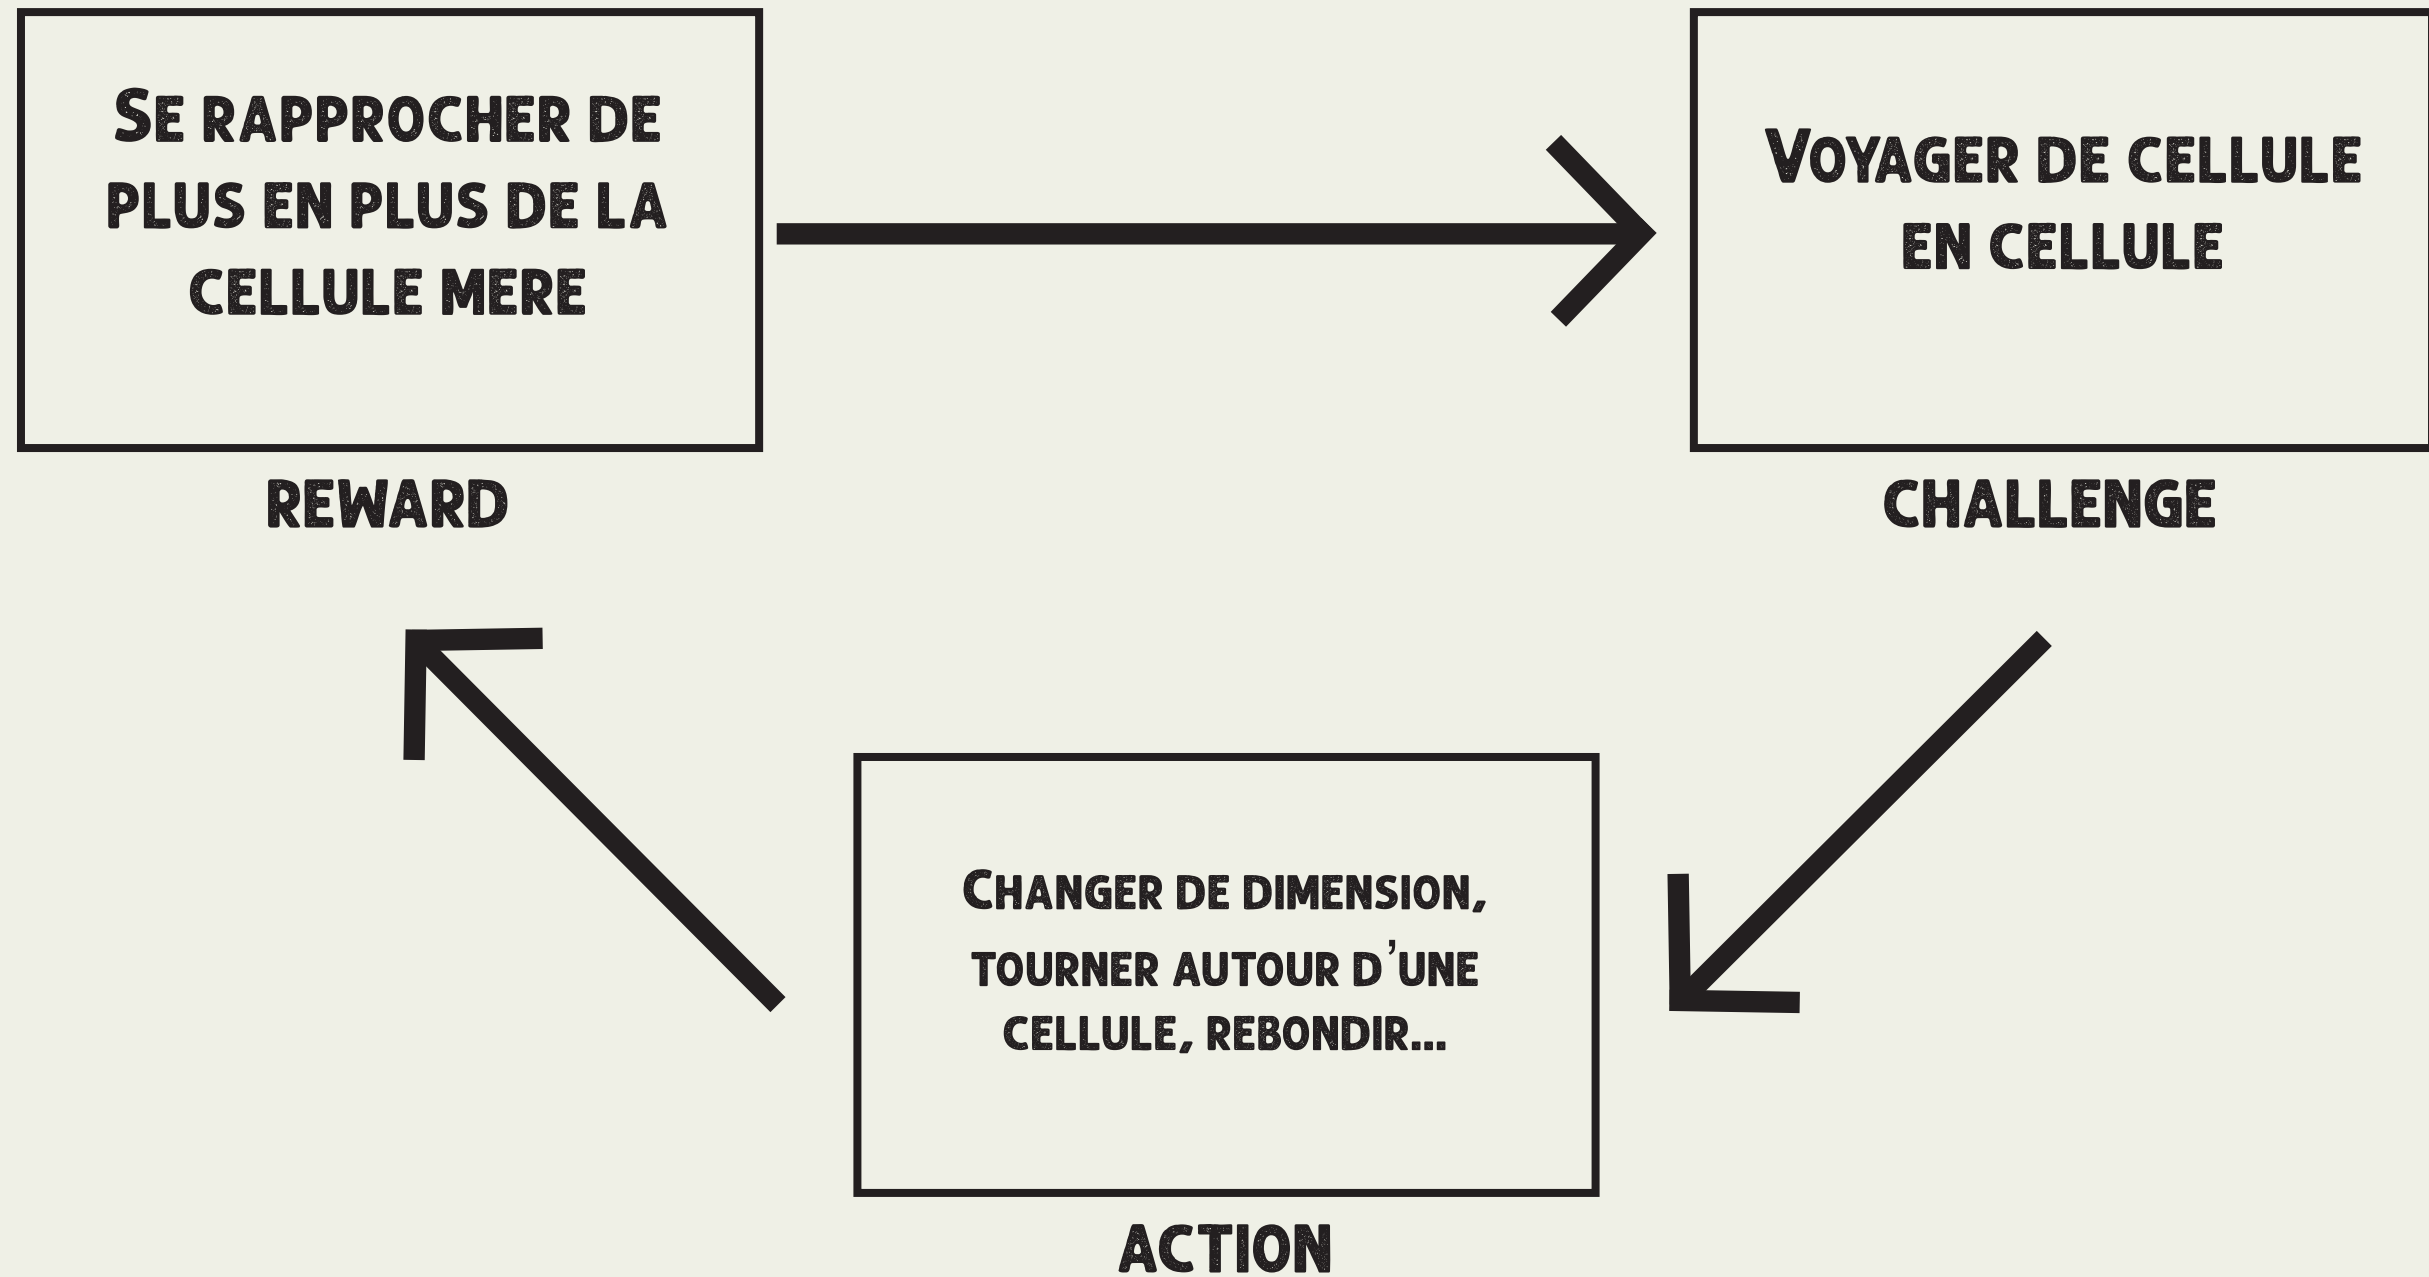 Se rapprocher de
plus en plus de la
cellule mere
REWARD
Voyager de cellule
en cellule
CHALLENGE
Changer de dimension,
tourner autour d'une
cellule, rebondir...
ACTION